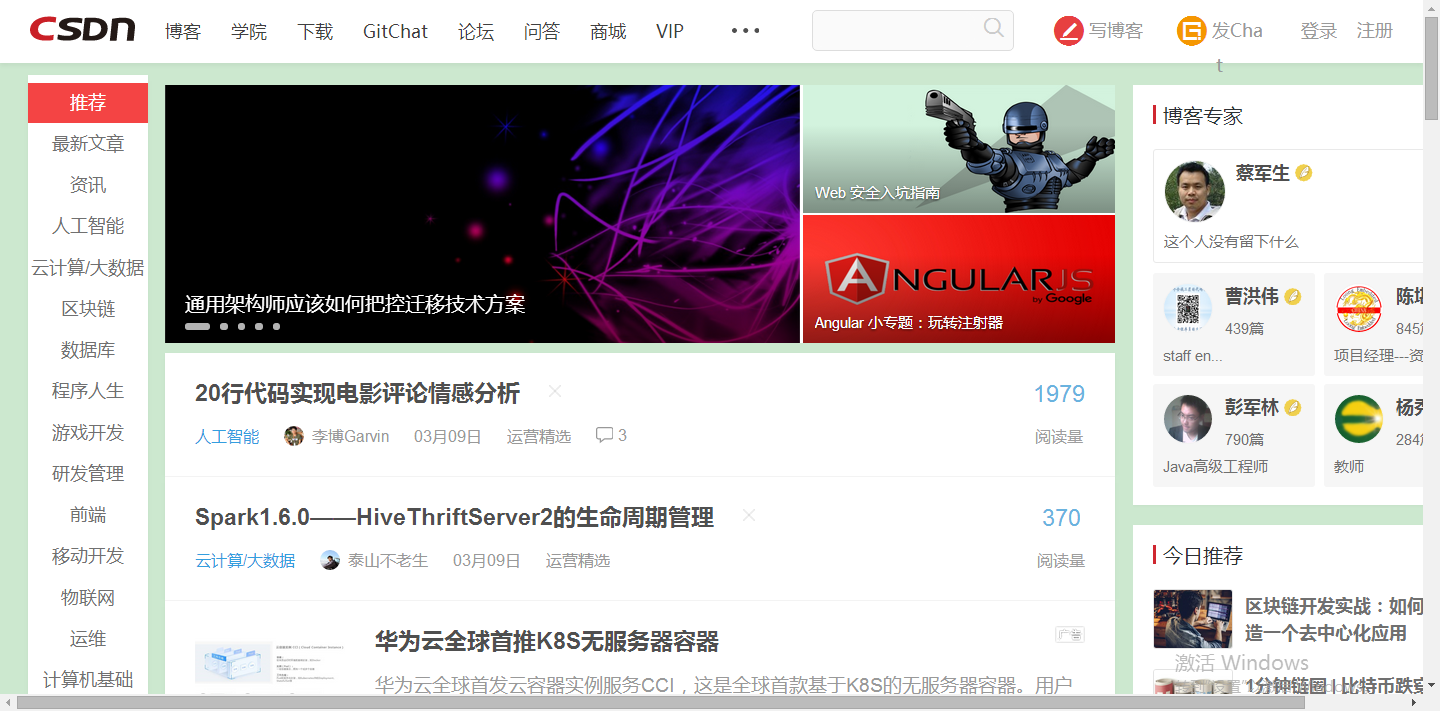 CSDN 博客 学院 下载 GitChat 论坛 问答 商城 VIP ••• 写博客 发Chat 登录 注册
推荐
最新文章
资讯
人工智能
云计算/大数据
区块链
数据库
程序人生
游戏开发
研发管理
前端
移动开发
物联网
运维
计算机基础
通用架构师应该如何把控迁移技术方案
Web 安全入坑指南
ANGULARJS
by Google
Angular 小专题：玩转注射器
20行代码实现电影评论情感分析
1979
人工智能 李博Garvin 03月09日 运营精选 3
阅读量
Spark1.6.0——HiveThriftServer2的生命周期管理
370
云计算/大数据 泰山不老生 03月09日 运营精选
阅读量
华为云全球首推K8S无服务器容器
广告
华为云全球首发云容器实例服务CCI，这是全球首款基于K8S的无服务器容器。用户
博客专家
蔡军生
这个人没有留下什么
曹洪伟
439篇
staff en...
陈
845
项目经理---资
彭军林
790篇
Java高级工程师
杨
284
教师
今日推荐
区块链开发实战：如何
造一个去中心化应用
激活 Windows
1分钟链圈 | 比特币跌